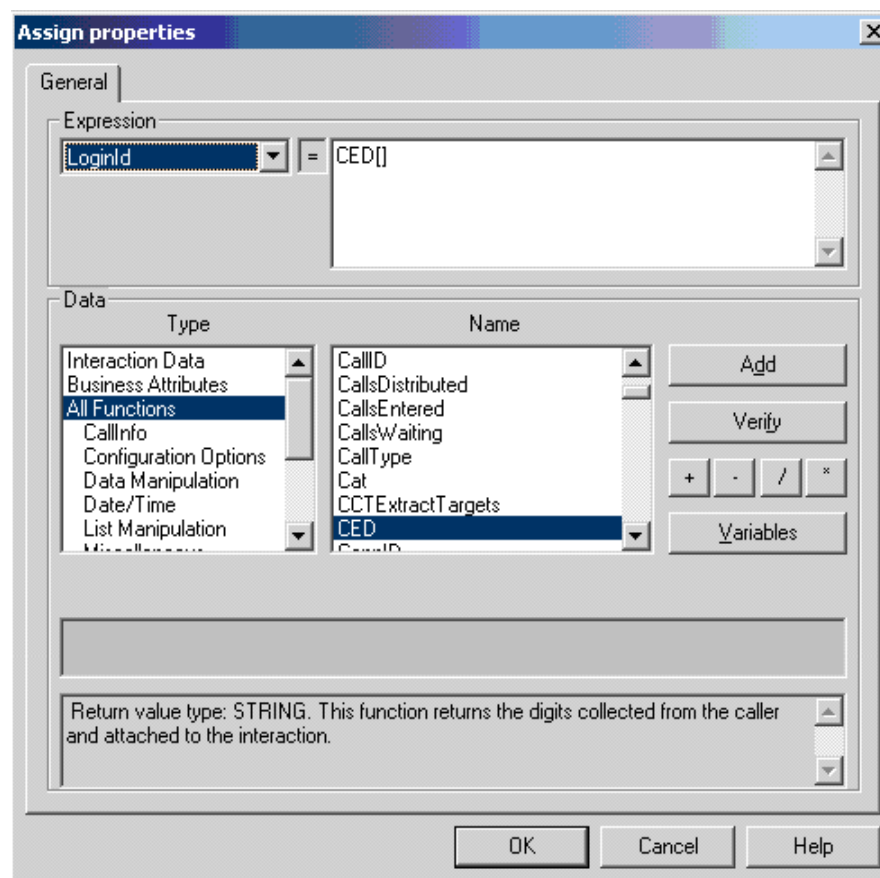 Assign properties
General
Expression
LoginId
=
CED[]
Data
Type
Name
Interaction Data
Business Attributes
All Functions
CallInfo
Configuration Options
Data Manipulation
Date/Time
List Manipulation
CallID
CallsDistributed
CallsEntered
CallsWaiting
CallType
Cat
CCTExtractTargets
CED
Add
Verify
+ - / *
Variables
Return value type: STRING. This function returns the digits collected from the caller
and attached to the interaction.
OK Cancel Help